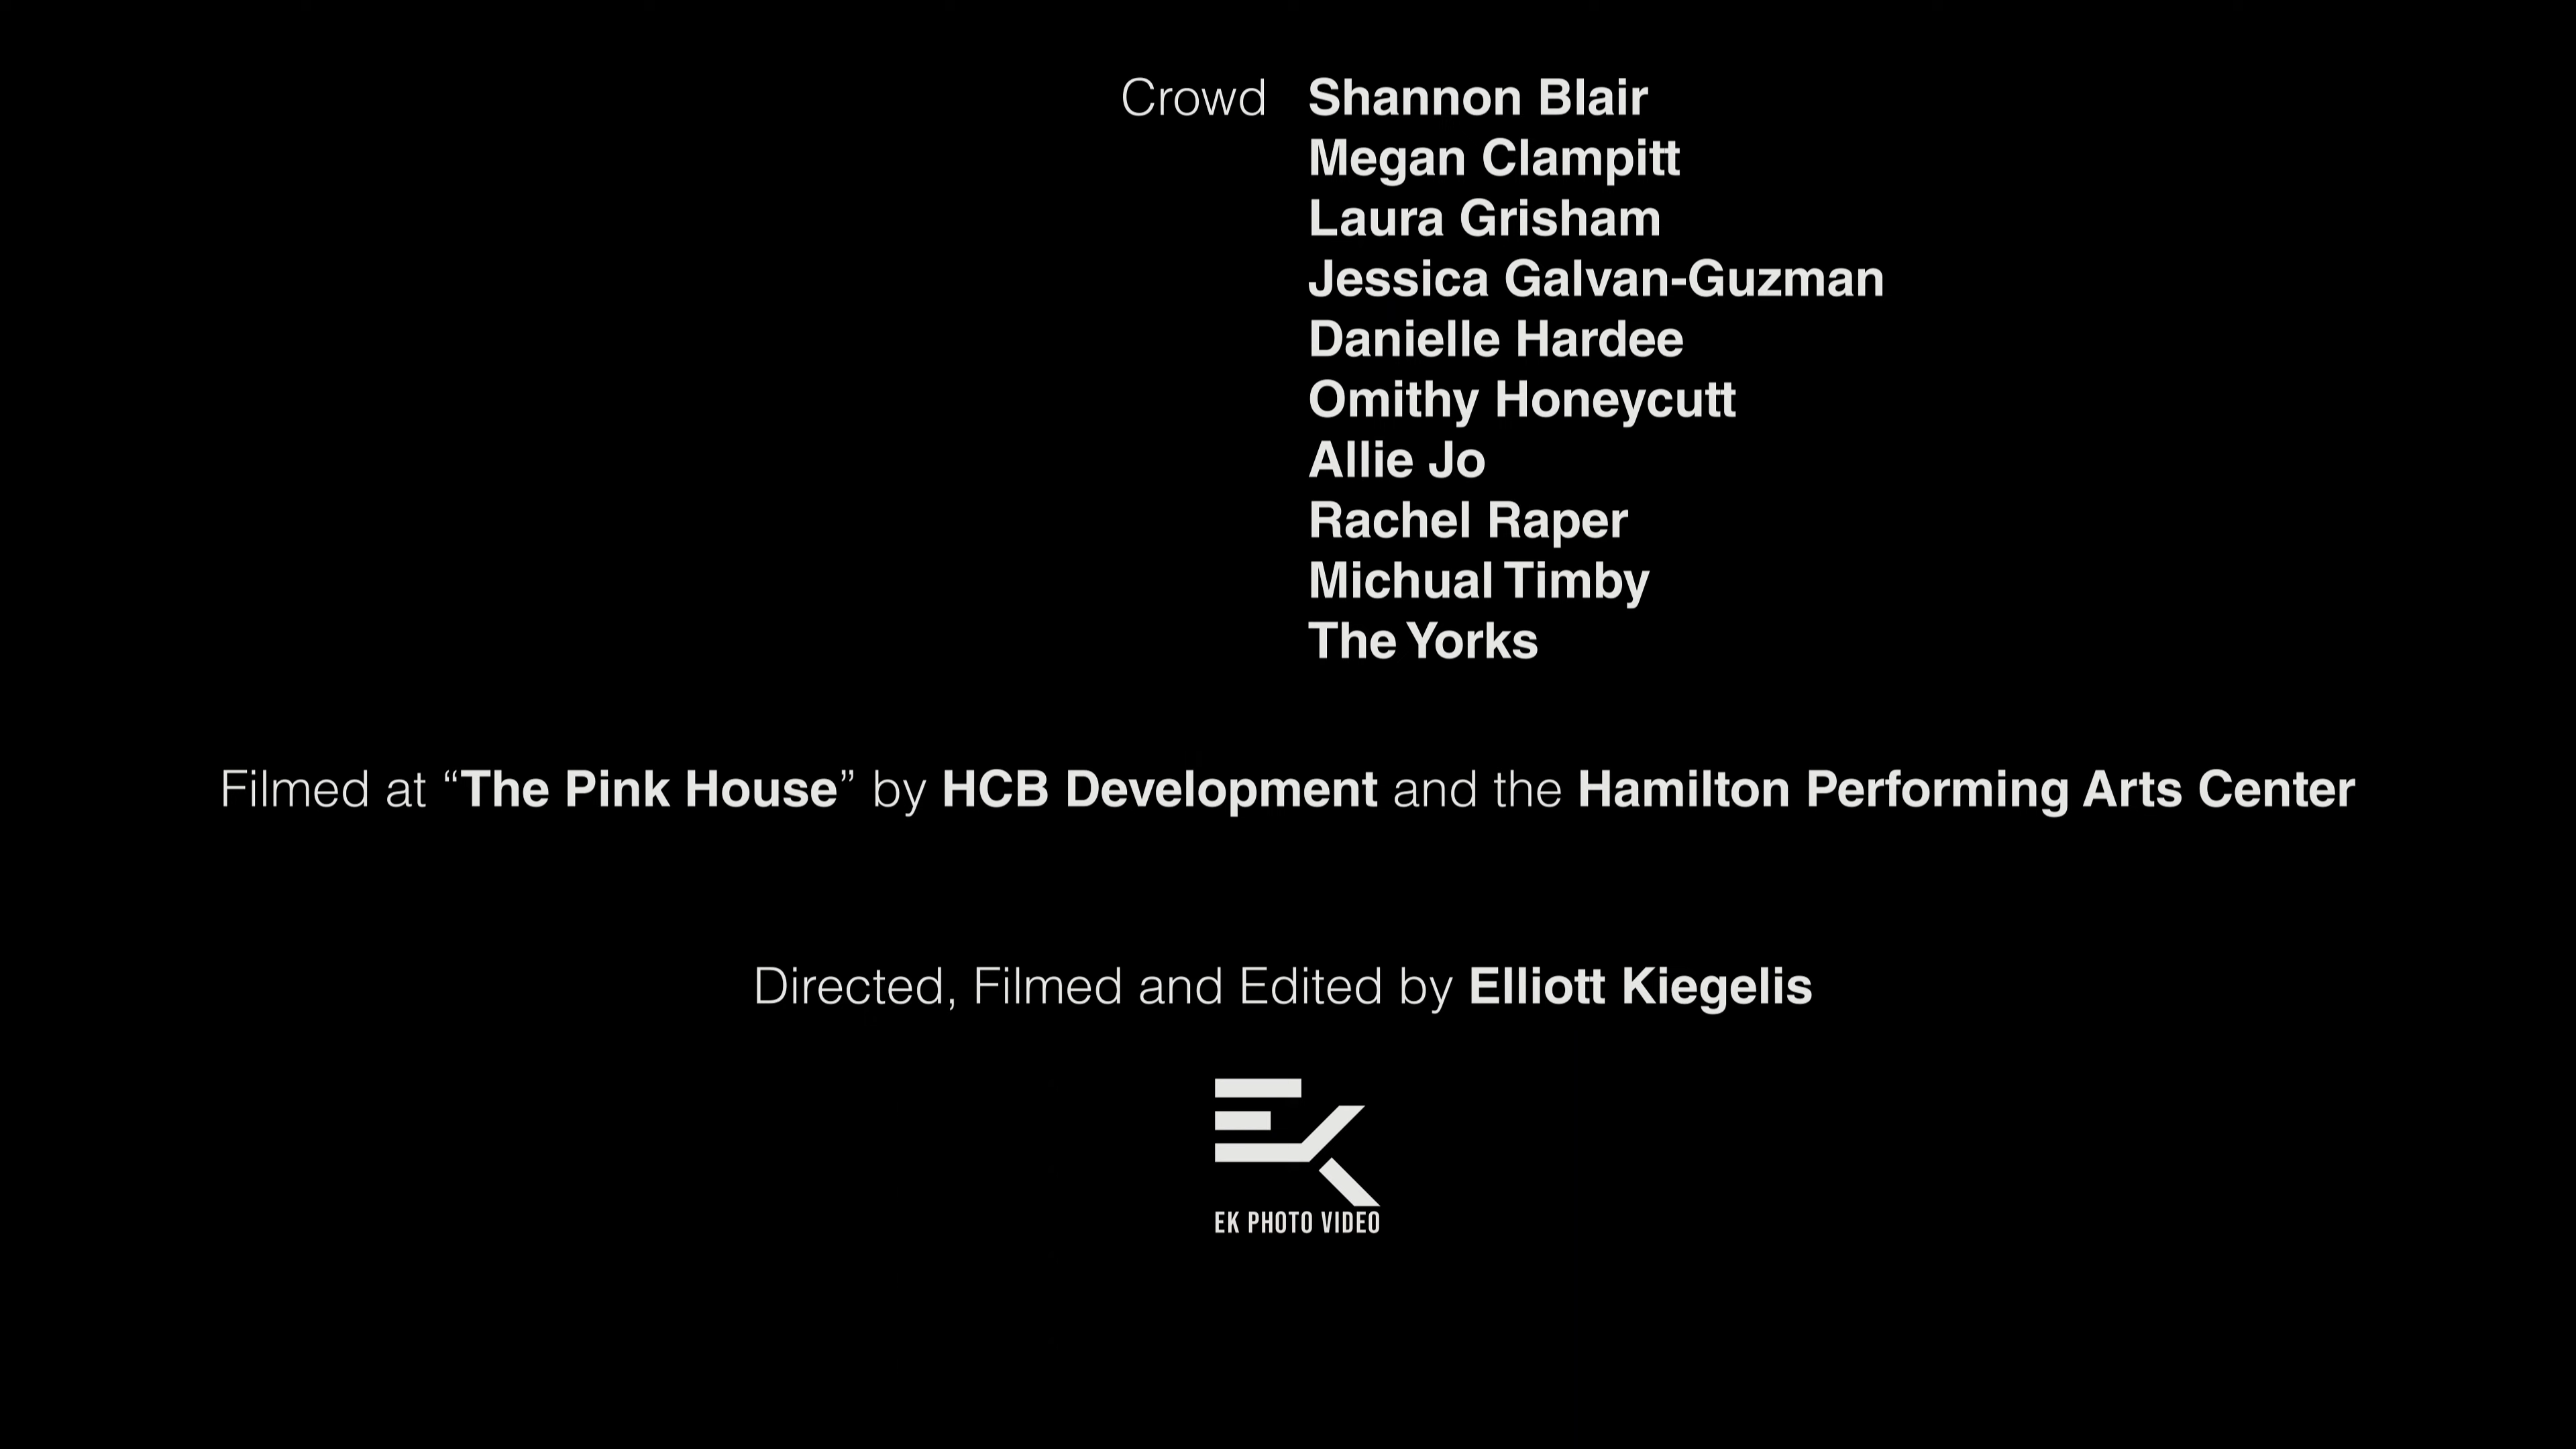 Crowd Shannon Blair
Megan Clampitt
Laura Grisham
Jessica Galvan-Guzman
Danielle Hardee
Omithy Honeycutt
Allie Jo
Rachel Raper
Michual Timby
The Yorks
Filmed at “The Pink House” by HCB Development and the Hamilton Performing Arts Center
Directed, Filmed and Edited by Elliott Kiegelis
EK
EK PHOTO VIDEO